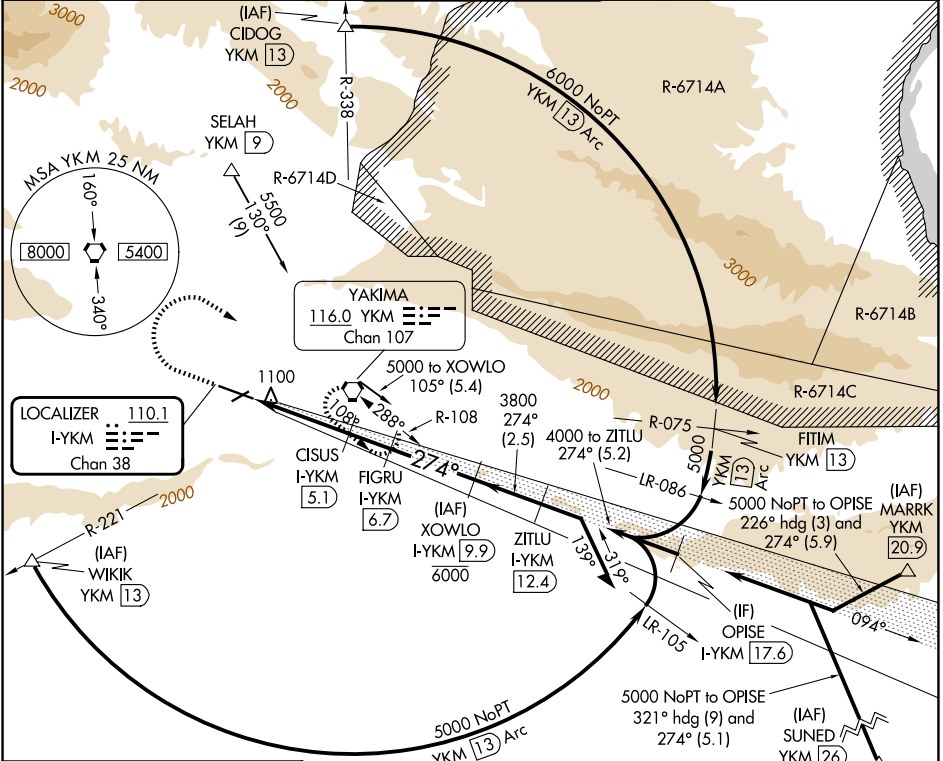 3000
2000
(IAF)
CIDOG
YKM 13
2000
R-338
6000 NoPT
YKM 13 Arc
R-6714A
SELAH
YKM 9
R-6714D
5500
130°
(9)
MSA YKM 25 NM
160°
8000
5400
340°
3000
R-6714B
YAKIMA
116.0 YKM
Chan 107
5000 to XOWLO
105° (5.4)
2000
R-6714C
1100
LOCALIZER 110.1
I-YKM
Chan 38
108°
288°
R-108
3800
274°
(2.5)
4000 to ZITLU
274° (5.2)
R-075
5000
YKM 13 Arc
FITIM
YKM 13
LR-086
CISUS
I-YKM
5.1
FIGRU
I-YKM
6.7
274°
(IAF)
XOWLO
I-YKM 9.9
6000
ZITLU
I-YKM
12.4
139°
319°
5000 NoPT to OPISE
226° hdg (3) and
274° (5.9)
(IAF)
MARRK
YKM
20.9
2000
R-221
(IAF)
WIKIK
YKM 13
(IF)
OPISE
I-YKM 17.6
094°
LR-105
5000 NoPT to OPISE
321° hdg (9) and
274° (5.1)
(IAF)
SUNED
YKM 26
5000 NoPT
YKM 13 Arc